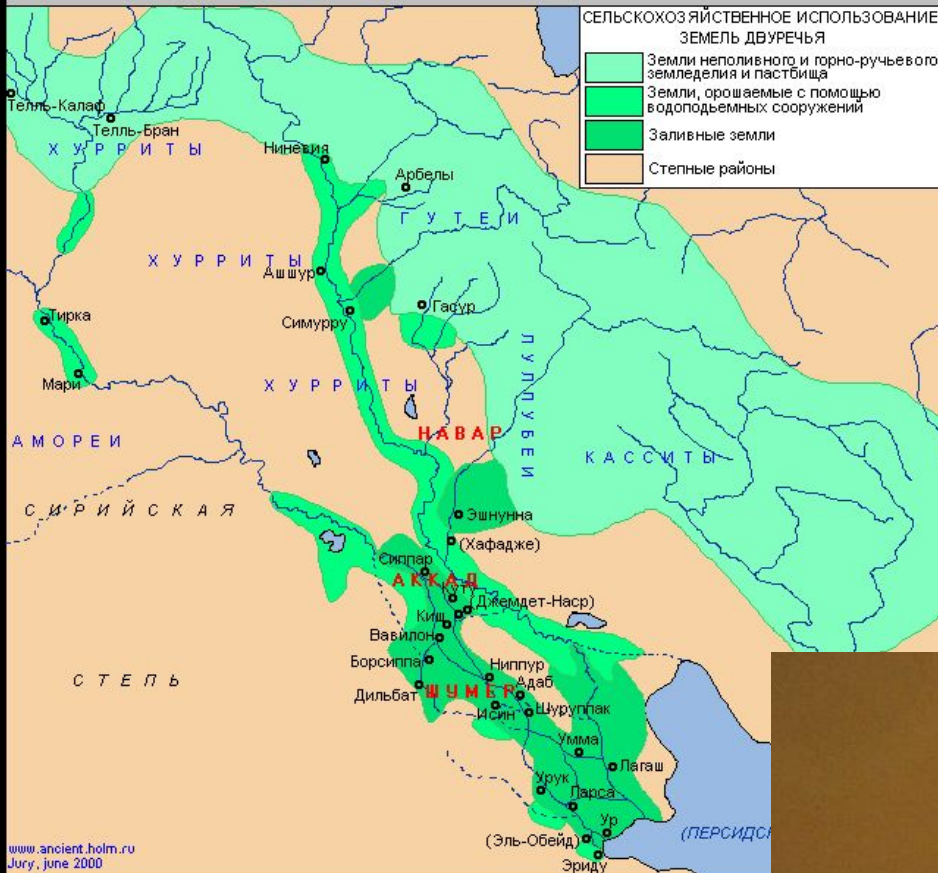 СЕЛЬСКОХОЗЯЙСТВЕННОЕ ИСПОЛЬЗОВАНИЕ
ЗЕМЕЛЬ ДВУРЕЧЬЯ
Земли неполивного и горно-ручьевого
земледелия и пастбища
Земли, орошаемые с помощью
водоподъемных сооружений
Заливные земли
Степные районы
Телль-Калаф
Телль-Бран
ХУРРИТЫ
Ниневия
Арбелы
ГУТЕИ
ХУРРИТЫ
Ашшур
Гасур
Симурру
Тирка
ЛУЛЛУБЕИ
Мари
ХУРРИТЫ
НАВАР
АМОРЕИ
КАССИТЫ
СИРИЙСКАЯ
Эшнунна
(Хафадже)
Сиппар
АККАД
(Джемдет-Наср)
Киш
Вавилон
Борсиппа
Ниппур
СТЕПЬ
Дильбат
ШУМЕР
Адаб
Исин
Шуруппак
Умма
Лагаш
Урук
Ларса
Ур
(Эль-Обейд)
Эриду
www.ancient.holm.ru
Jury, june 2000